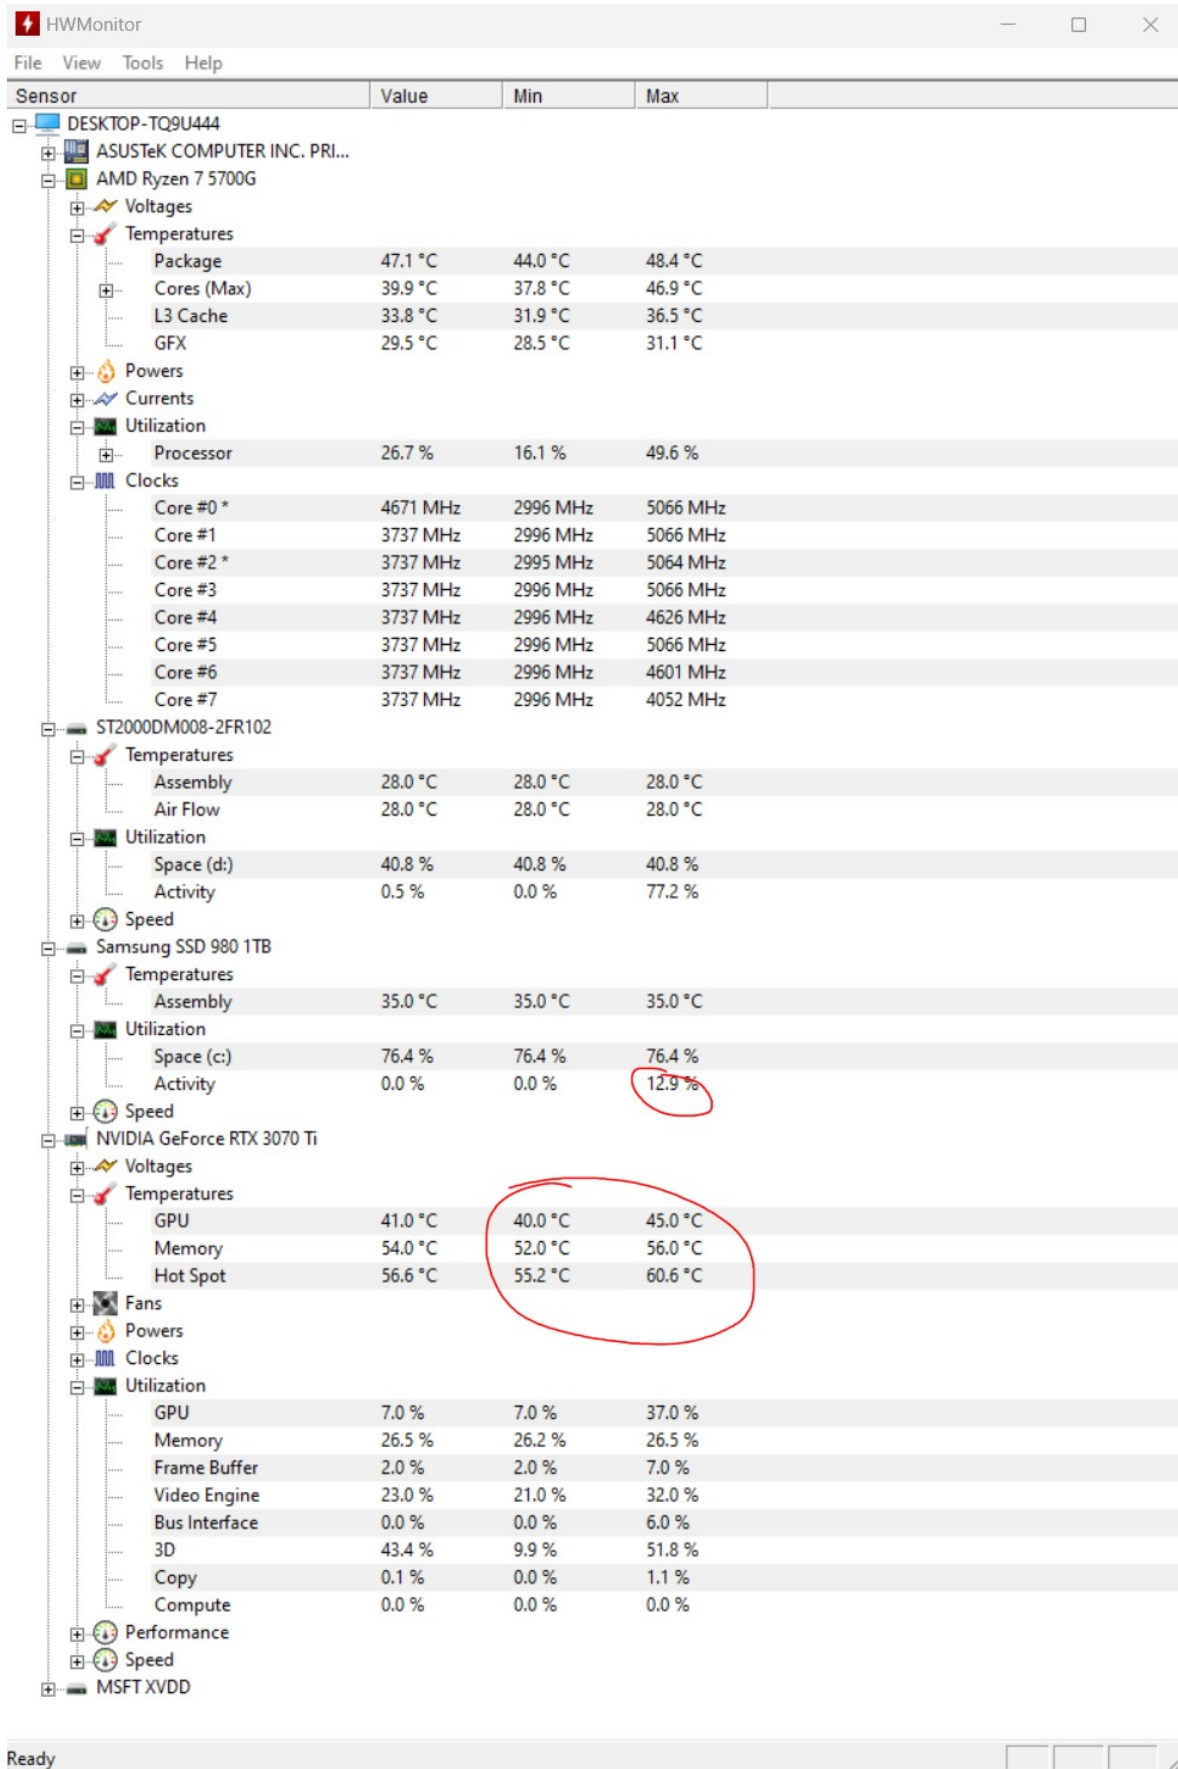 HWMonitor
File View Tools Help
Sensor Value Min Max
DESKTOP-TQ9U444
ASUSTeK COMPUTER INC. PRI...
AMD Ryzen 7 5700G
Voltages
Temperatures
Package 47.1 °C 44.0 °C 48.4 °C
Cores (Max) 39.9 °C 37.8 °C 46.9 °C
L3 Cache 33.8 °C 31.9 °C 36.5 °C
GFX 29.5 °C 28.5 °C 31.1 °C
Powers
Currents
Utilization
Processor 26.7 % 16.1 % 49.6 %
Clocks
Core #0 * 4671 MHz 2996 MHz 5066 MHz
Core #1 3737 MHz 2996 MHz 5066 MHz
Core #2 * 3737 MHz 2995 MHz 5064 MHz
Core #3 3737 MHz 2996 MHz 5066 MHz
Core #4 3737 MHz 2996 MHz 4626 MHz
Core #5 3737 MHz 2996 MHz 5066 MHz
Core #6 3737 MHz 2996 MHz 4601 MHz
Core #7 3737 MHz 2996 MHz 4052 MHz
ST2000DM008-2FR102
Temperatures
Assembly 28.0 °C 28.0 °C 28.0 °C
Air Flow 28.0 °C 28.0 °C 28.0 °C
Utilization
Space (d:) 40.8 % 40.8 % 40.8 %
Activity 0.5 % 0.0 % 77.2 %
Speed
Samsung SSD 980 1TB
Temperatures
Assembly 35.0 °C 35.0 °C 35.0 °C
Utilization
Space (c:) 76.4 % 76.4 % 76.4 %
Activity 0.0 % 0.0 % 12.9 %
Speed
NVIDIA GeForce RTX 3070 Ti
Voltages
Temperatures
GPU 41.0 °C 40.0 °C 45.0 °C
Memory 54.0 °C 52.0 °C 56.0 °C
Hot Spot 56.6 °C 55.2 °C 60.6 °C
Fans
Powers
Clocks
Utilization
GPU 7.0 % 7.0 % 37.0 %
Memory 26.5 % 26.2 % 26.5 %
Frame Buffer 2.0 % 2.0 % 7.0 %
Video Engine 23.0 % 21.0 % 32.0 %
Bus Interface 0.0 % 0.0 % 6.0 %
3D 43.4 % 9.9 % 51.8 %
Copy 0.1 % 0.0 % 1.1 %
Compute 0.0 % 0.0 % 0.0 %
Performance
Speed
MSFT XVDD
Ready